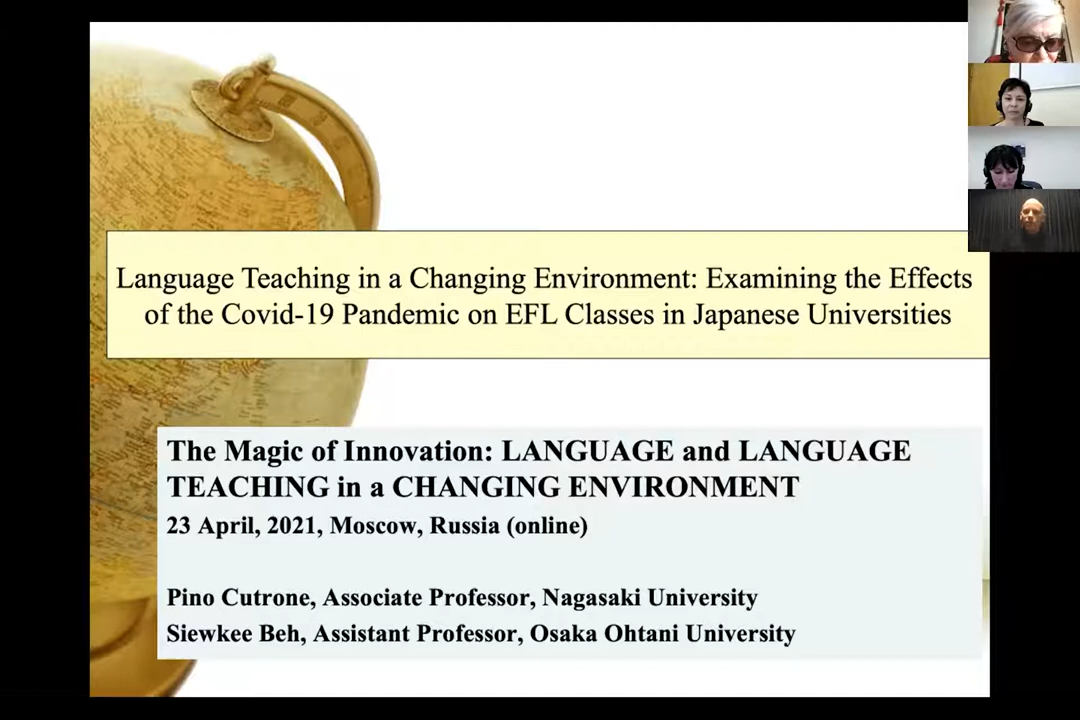 Language Teaching in a Changing Environment: Examining the Effects
of the Covid-19 Pandemic on EFL Classes in Japanese Universities
The Magic of Innovation: LANGUAGE and LANGUAGE
TEACHING in a CHANGING ENVIRONMENT
23 April, 2021, Moscow, Russia (online)
Pino Cutrone, Associate Professor, Nagasaki University
Siewkee Beh, Assistant Professor, Osaka Ohtani University